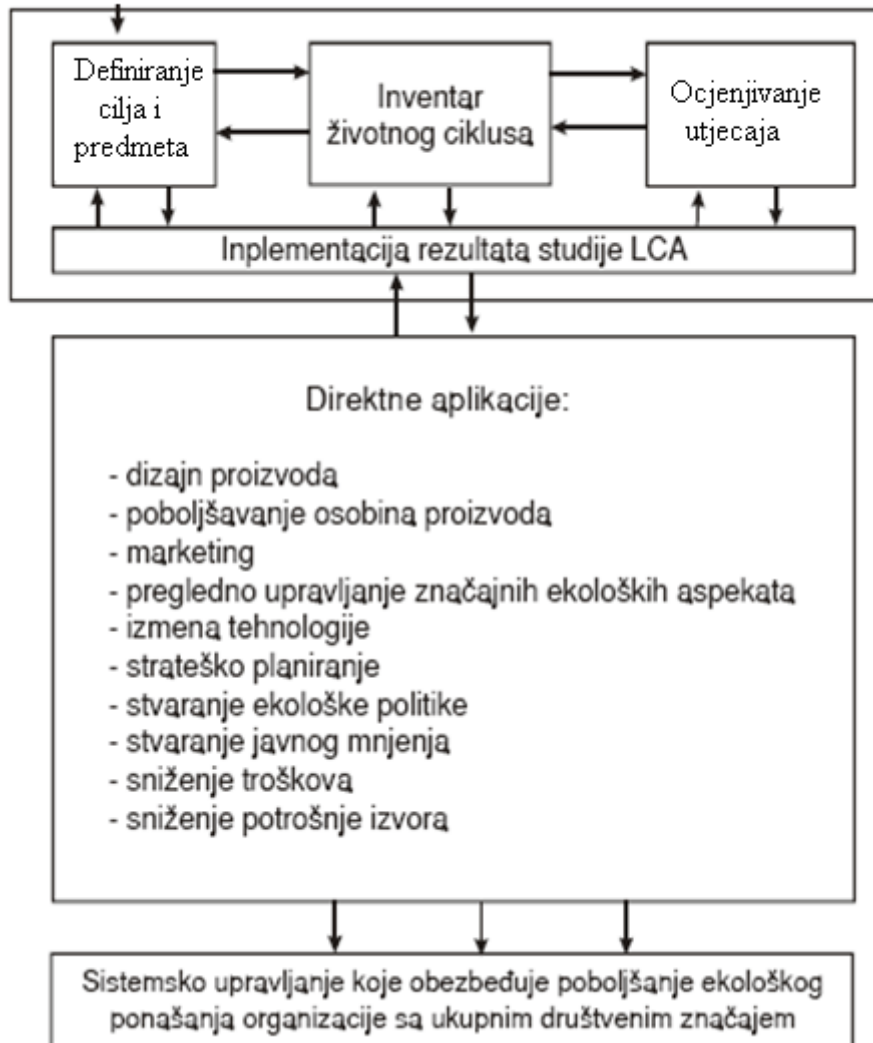 Definiranje
cilja i
predmeta
Inventar
životnog ciklusa
Ocjenjivanje
utjecaja
Inplementacija rezultata studije LCA
Direktne aplikacije:
- dizajn proizvoda
- poboljšavanje osobina proizvoda
- marketing
- pregledno upravljanje značajnih ekoloških aspekata
- izmena tehnologije
- strateško planiranje
- stvaranje ekološke politike
- stvaranje javnog mnjenja
- sniženje troškova
- sniženje potrošnje izvora
Sistemsko upravljanje koje obezbeđuje poboljšanje ekološkog
ponašanja organizacije sa ukupnim društvenim značajem